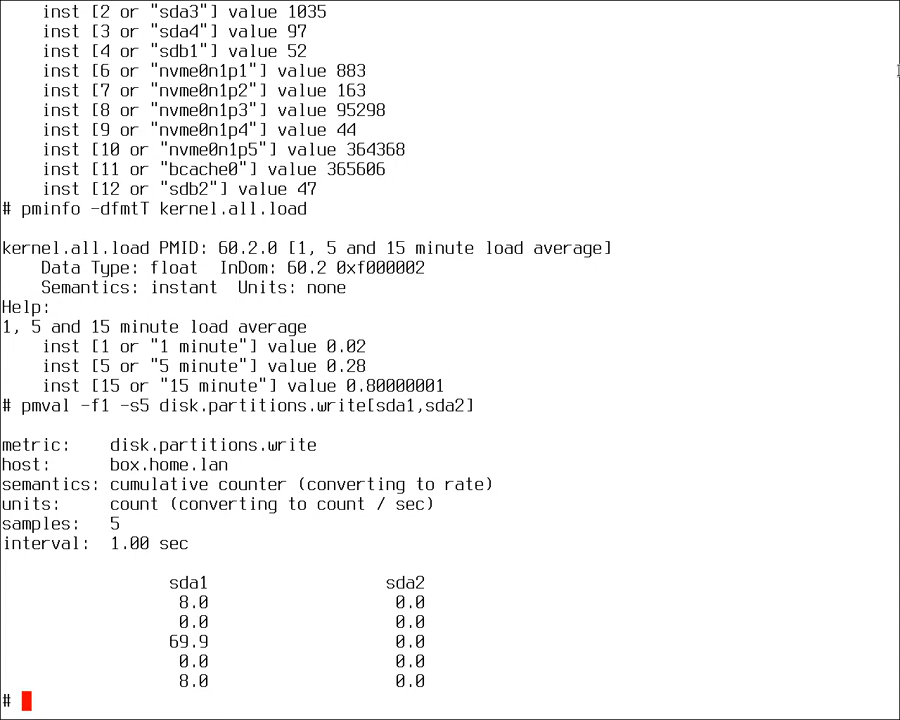 inst [2 or "sda3"] value 1035
    inst [3 or "sda4"] value 97
    inst [4 or "sdb1"] value 52
    inst [6 or "nvme0n1p1"] value 883
    inst [7 or "nvme0n1p2"] value 163
    inst [8 or "nvme0n1p3"] value 95298
    inst [9 or "nvme0n1p4"] value 44
    inst [10 or "nvme0n1p5"] value 364368
    inst [11 or "bcache0"] value 365606
    inst [12 or "sdb2"] value 47
# pminfo -dfmtT kernel.all.load

kernel.all.load PMID: 60.2.0 [1, 5 and 15 minute load average]
    Data Type: float  InDom: 60.2 0xf000002
    Semantics: instant  Units: none
Help:
1, 5 and 15 minute load average
    inst [1 or "1 minute"] value 0.02
    inst [5 or "5 minute"] value 0.28
    inst [15 or "15 minute"] value 0.80000001
# pmval -f1 -s5 disk.partitions.write[sda1,sda2]

metric:    disk.partitions.write
host:      box.home.lan
semantics: cumulative counter (converting to rate)
units:     count (converting to count / sec)
samples:   5
interval:  1.00 sec

                 sda1                  sda2
                  8.0                   0.0
                  0.0                   0.0
                 69.9                   0.0
                  0.0                   0.0
                  8.0                   0.0
#